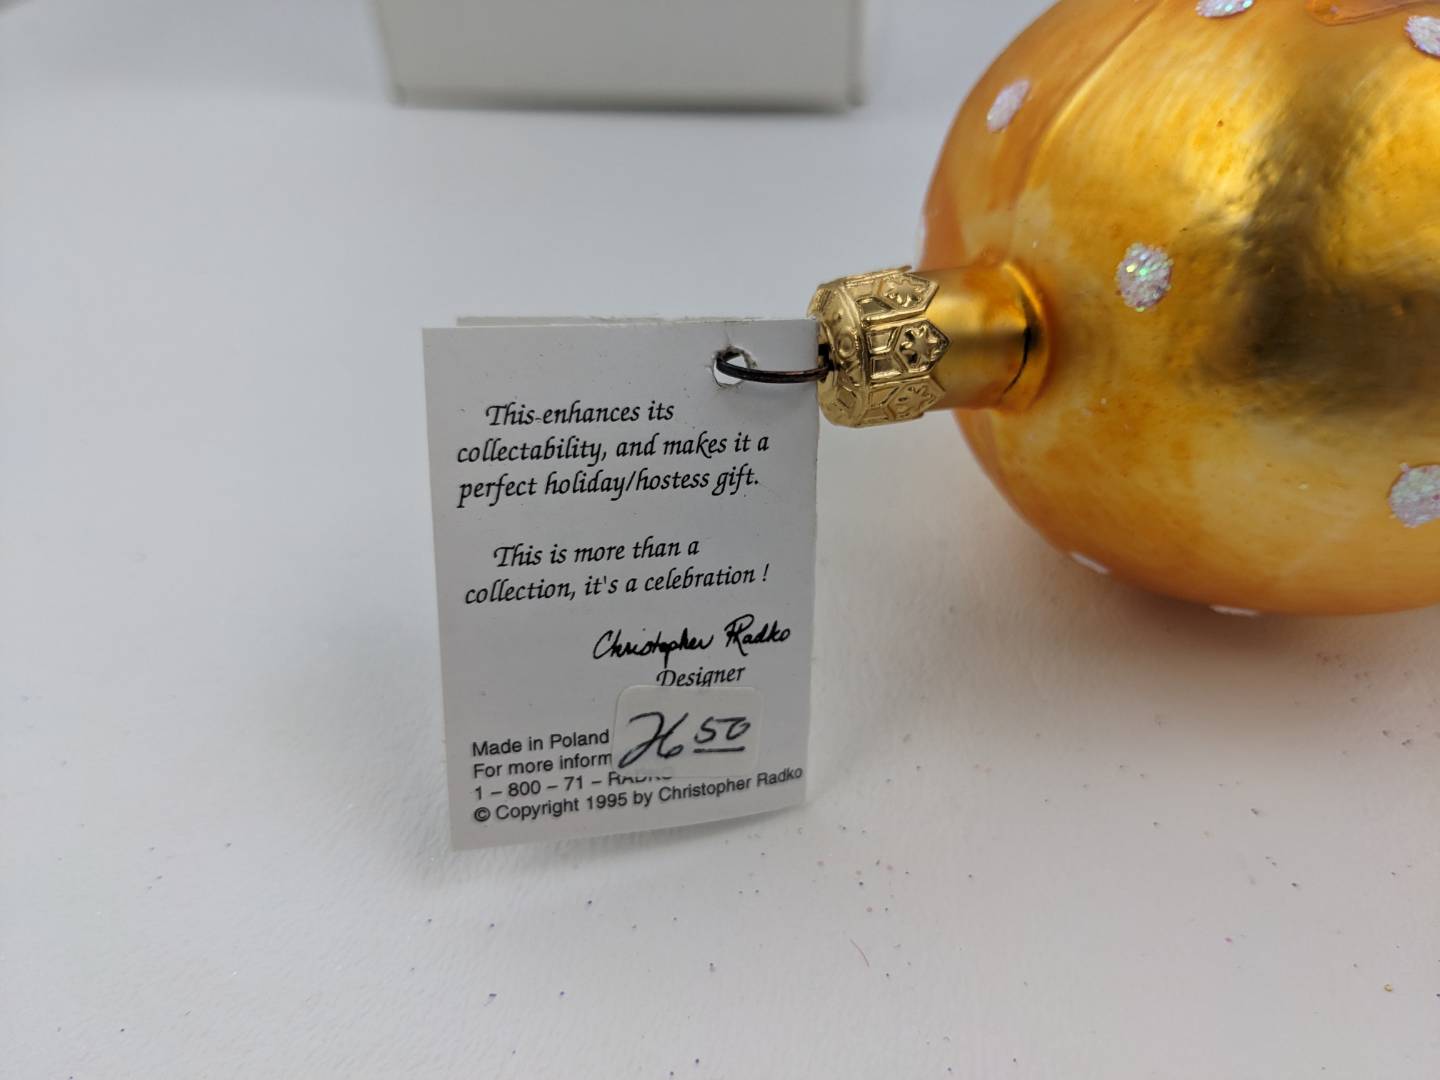 This enhances its
collectability, and makes it a
perfect holiday/hostess gift.
This is more than a
collection, it's a celebration !
Christopher Radko
Designer
26 50
Made in Poland
For more inform
1 – 800 – 71 – RADKO
© Copyright 1995 by Christopher Radko